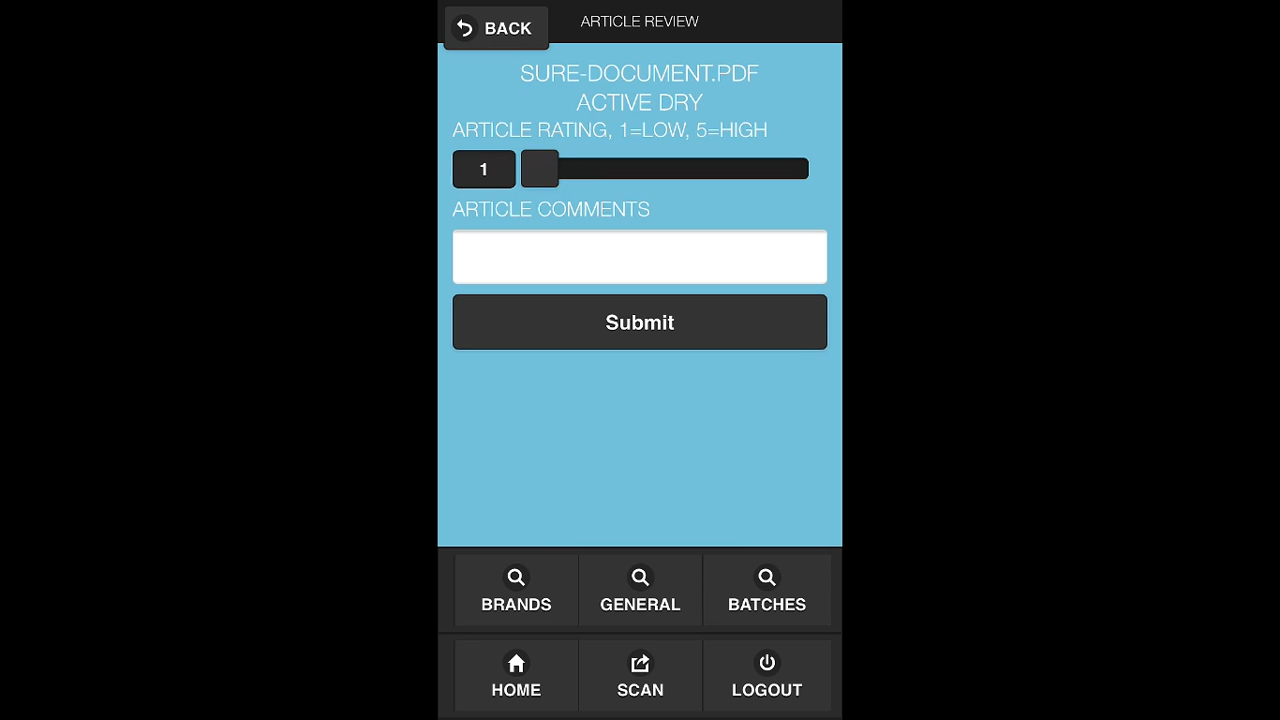 BACK
ARTICLE REVIEW
SURE-DOCUMENT.PDF
ACTIVE DRY
ARTICLE RATING, 1=LOW, 5=HIGH
1
ARTICLE COMMENTS
Submit
BRANDS GENERAL BATCHES
HOME SCAN LOGOUT